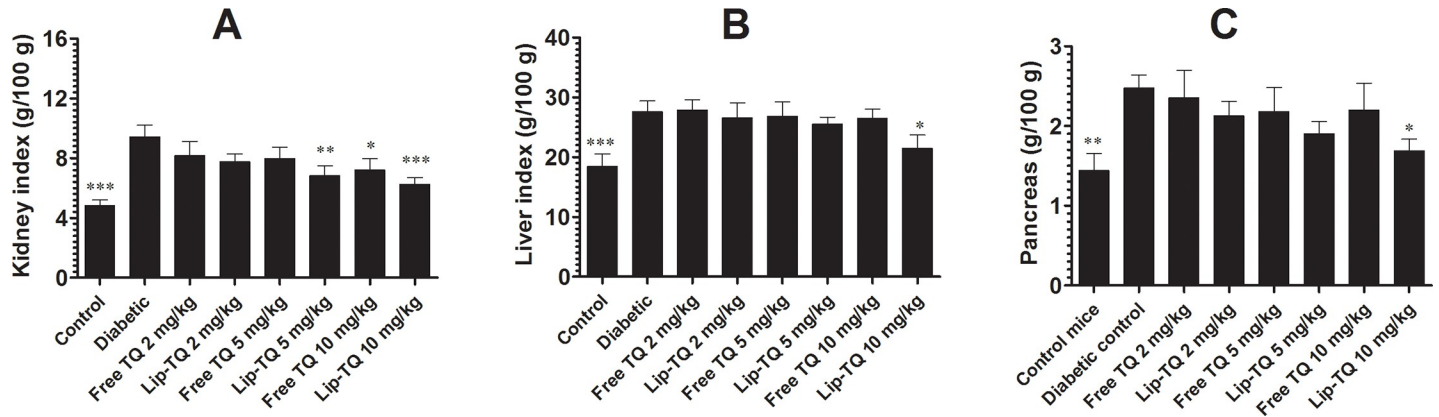 A
Kidney index (g/100 g)
16
12
8
4
0
***
**
*
***
Control
Diabetic
Free TQ 2 mg/kg
Lip-TQ 2 mg/kg
Free TQ 5 mg/kg
Lip-TQ 5 mg/kg
Free TQ 10 mg/kg
Lip-TQ 10 mg/kg
B
Liver index (g/100 g)
40
30
20
10
0
***
*
Control
Diabetic
Free TQ 2 mg/kg
Lip-TQ 2 mg/kg
Free TQ 5 mg/kg
Lip-TQ 5 mg/kg
Free TQ 10 mg/kg
Lip-TQ 10 mg/kg
C
Pancreas (g/100 g)
3
2
1
0
**
*
Control mice
Diabetic control
Free TQ 2 mg/kg
Lip-TQ 2 mg/kg
Free TQ 5 mg/kg
Lip-TQ 5 mg/kg
Free TQ 10 mg/kg
Lip-TQ 10 mg/kg